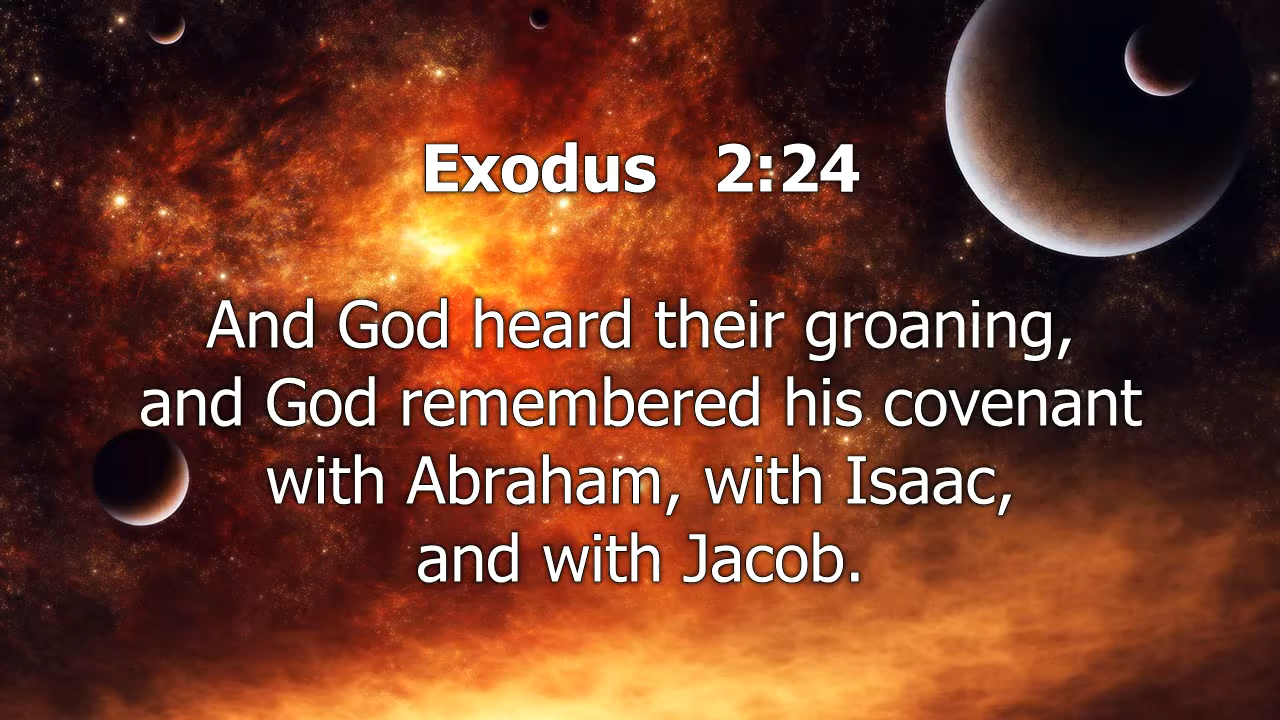 Exodus 2:24
And God heard their groaning,
and God remembered his covenant
with Abraham, with Isaac,
and with Jacob.